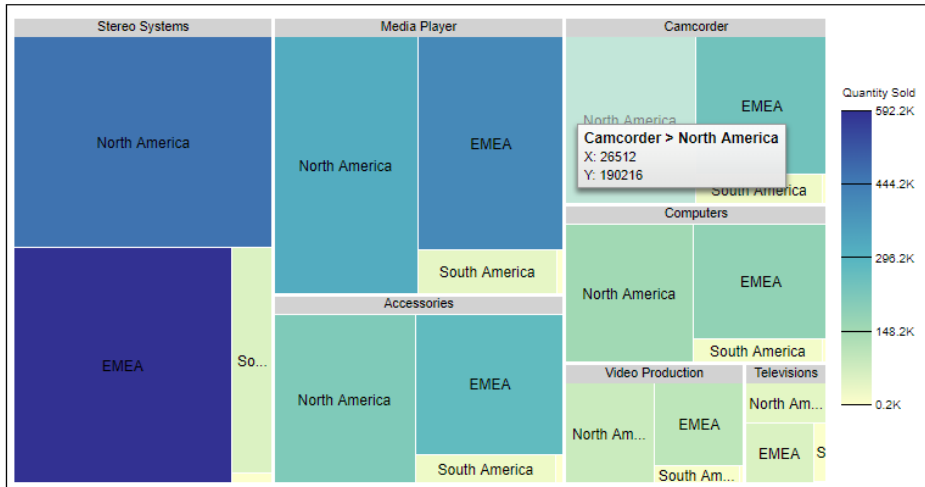 Stereo Systems
North America
EMEA
So...
Media Player
North America
EMEA
South America
Accessories
North America
EMEA
South America
Camcorder
North America
EMEA
South America
Camcorder > North America
X: 26512
Y: 190216
Computers
North America
EMEA
South America
Video Production
North Am...
EMEA
South Am...
Televisions
North Am...
EMEA
S
Quantity Sold
592.2K
444.2K
296.2K
148.2K
0.2K